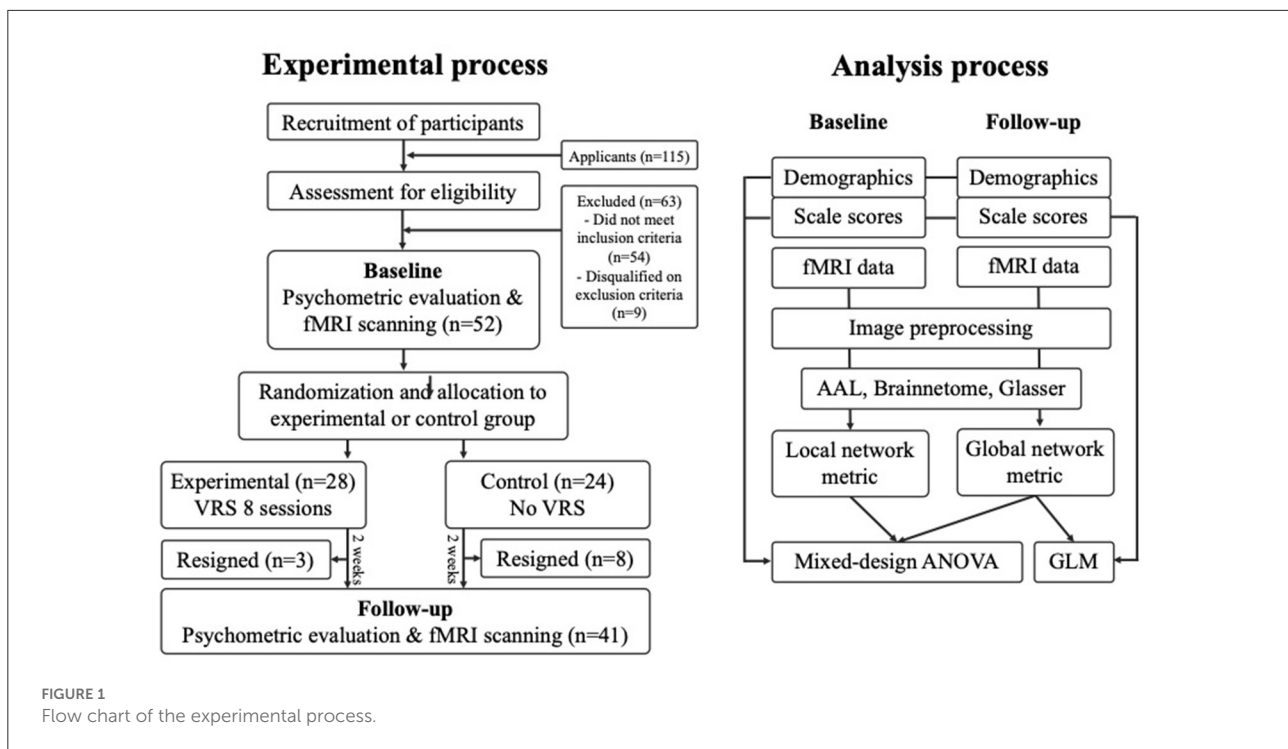 Experimental process
Recruitment of participants
Applicants (n=115)
Assessment for eligibility
Excluded (n=63)
- Did not meet
inclusion criteria
(n=54)
- Disqualified on
exclusion criteria
(n=9)
Baseline
Psychometric evaluation &
fMRI scanning (n=52)
Randomization and allocation to
experimental or control group
Experimental (n=28)
VRS 8 sessions
Control (n=24)
No VRS
2 weeks
2 weeks
Resigned (n=3)
Resigned (n=8)
Follow-up
Psychometric evaluation & fMRI scanning (n=41)
Analysis process
Baseline
Follow-up
Demographics
Demographics
Scale scores
Scale scores
fMRI data
fMRI data
Image preprocessing
AAL, Brainnetome, Glasser
Local network
metric
Global network
metric
Mixed-design ANOVA
GLM
FIGURE 1
Flow chart of the experimental process.